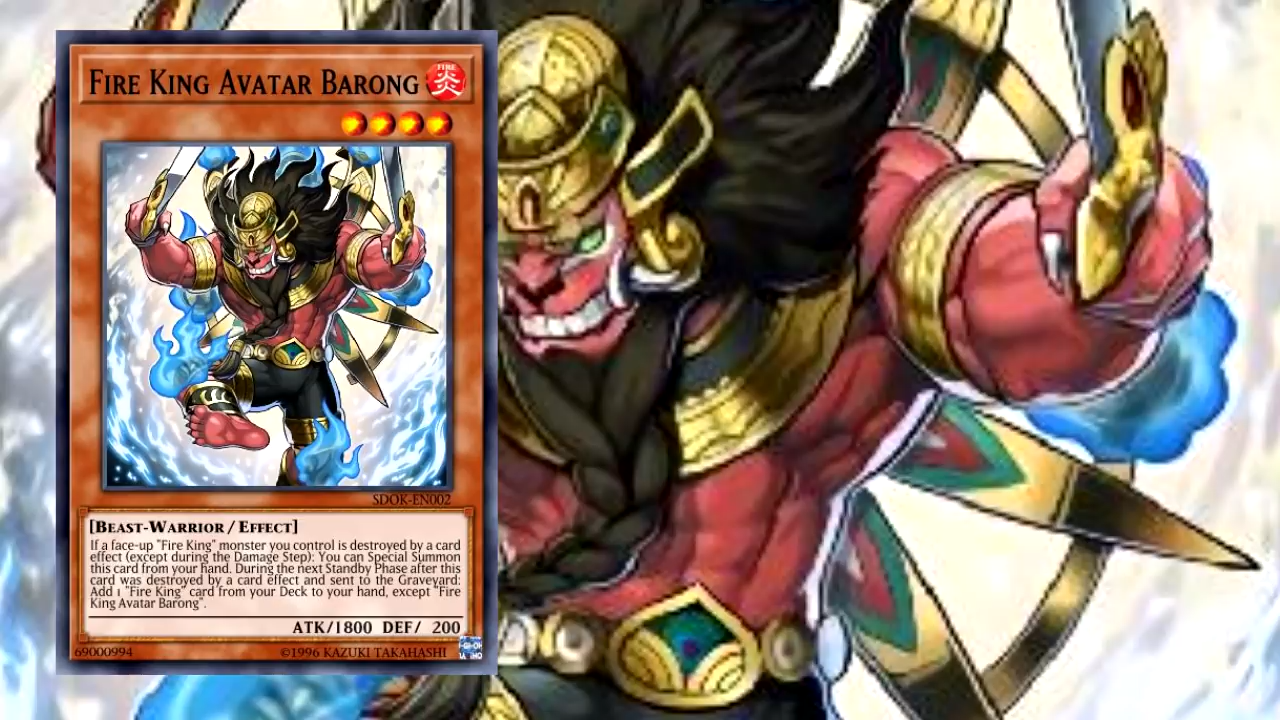 FIRE KING AVATAR BARONG
FIRE
炎
SDOK-EN002
[BEAST-WARRIOR / EFFECT]
If a face-up "Fire King" monster you control is destroyed by a card
effect (except during the Damage Step): You can Special Summon
this card from your hand. During the next Standby Phase after this
card was destroyed by a card effect and sent to the Graveyard:
Add 1 "Fire King" card from your Deck to your hand, except "Fire
King Avatar Barong".
ATK/1800 DEF/ 200
69000994
©1996 KAZUKI TAKAHASHI